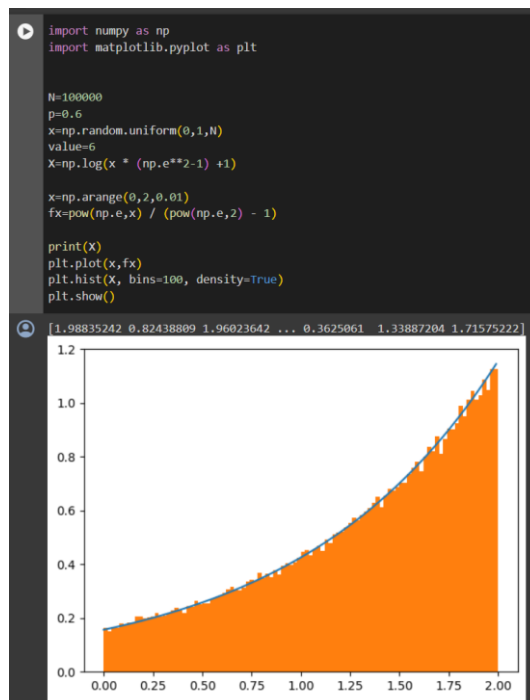 import numpy as np
import matplotlib.pyplot as plt
N=100000
p=0.6
x=np.random.uniform(0,1,N)
value=6
X=np.log(x * (np.e**2-1) +1)
x=np.arange(0,2,0.01)
fx=pow(np.e,x) / (pow(np.e,2) - 1)
print(X)
plt.plot(x,fx)
plt.hist(X, bins=100, density=True)
plt.show()
[1.98835242 0.82438809 1.96023642 ... 0.3625061  1.33887204 1.71575222]
1.2
1.0
0.8
0.6
0.4
0.2
0.0
0.00 0.25 0.50 0.75 1.00 1.25 1.50 1.75 2.00